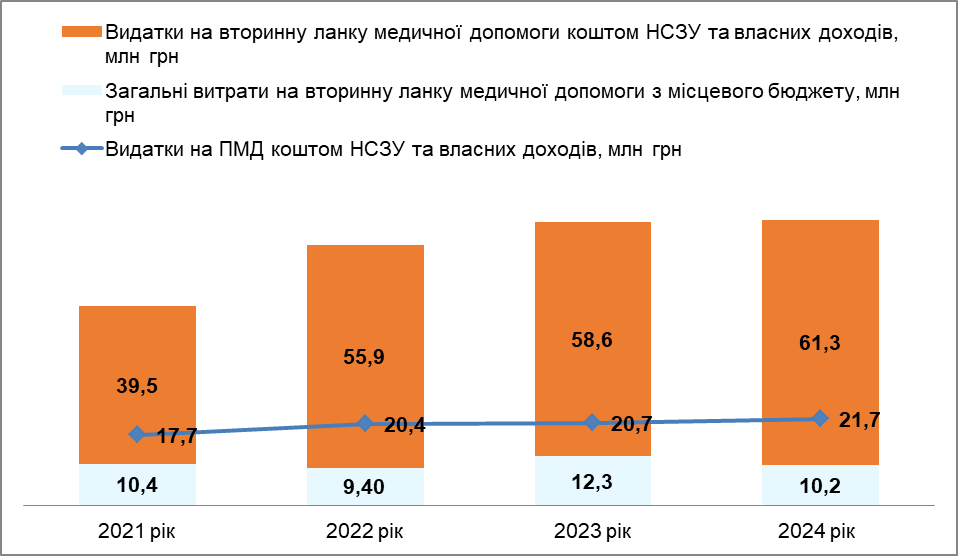 Видатки на вторинну ланку медичної допомоги коштом НСЗУ та власних доходів,
млн грн
Загальні витрати на вторинну ланку медичної допомоги з місцевого бюджету, млн
грн
Видатки на ПМД коштом НСЗУ та власних доходів, млн грн
39,5
55,9
58,6
61,3
17,7
20,4
20,7
21,7
10,4
9,40
12,3
10,2
2021 рік
2022 рік
2023 рік
2024 рік